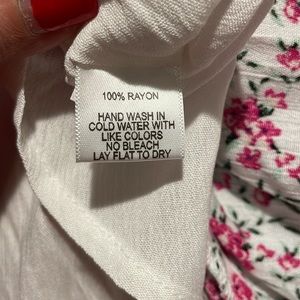 100% RAYON
HAND WASH IN
COLD WATER WITH
LIKE COLORS
NO BLEACH
LAY FLAT TO DRY